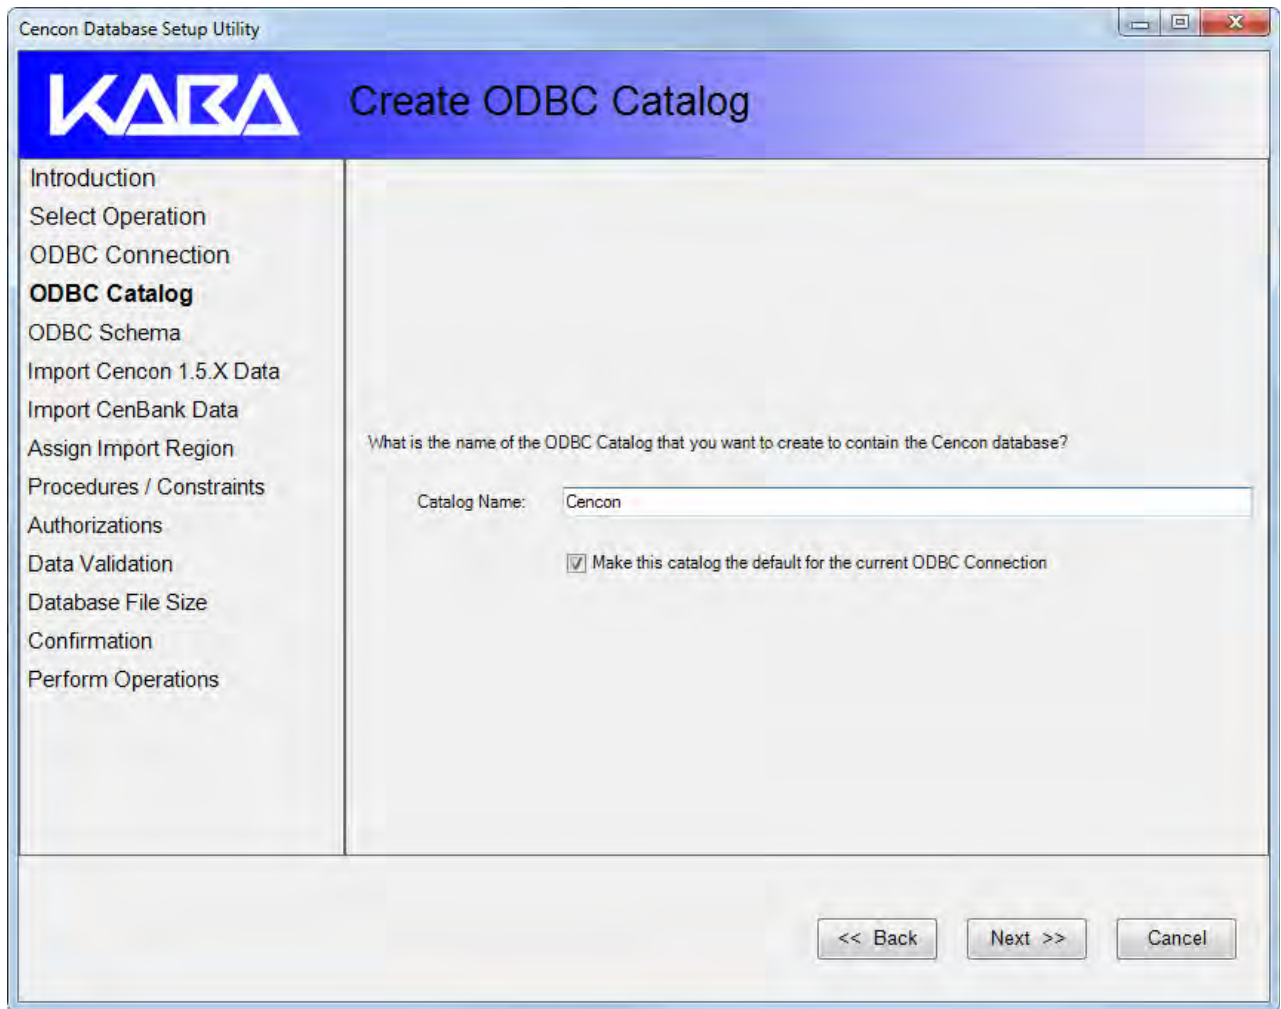 Cencon Database Setup Utility
KABA
Create ODBC Catalog
Introduction
Select Operation
ODBC Connection
ODBC Catalog
ODBC Schema
Import Cencon 1.5.X Data
Import CenBank Data
Assign Import Region
Procedures / Constraints
Authorizations
Data Validation
Database File Size
Confirmation
Perform Operations
What is the name of the ODBC Catalog that you want to create to contain the Cencon database?
Catalog Name: Cencon
Make this catalog the default for the current ODBC Connection
<< Back Next >> Cancel